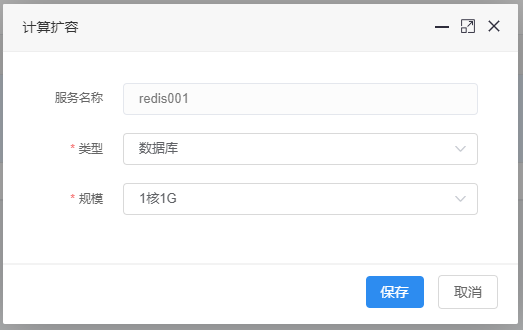 计算扩容
服务名称 redis001
* 类型 数据库
* 规模 1核1G
保存 取消